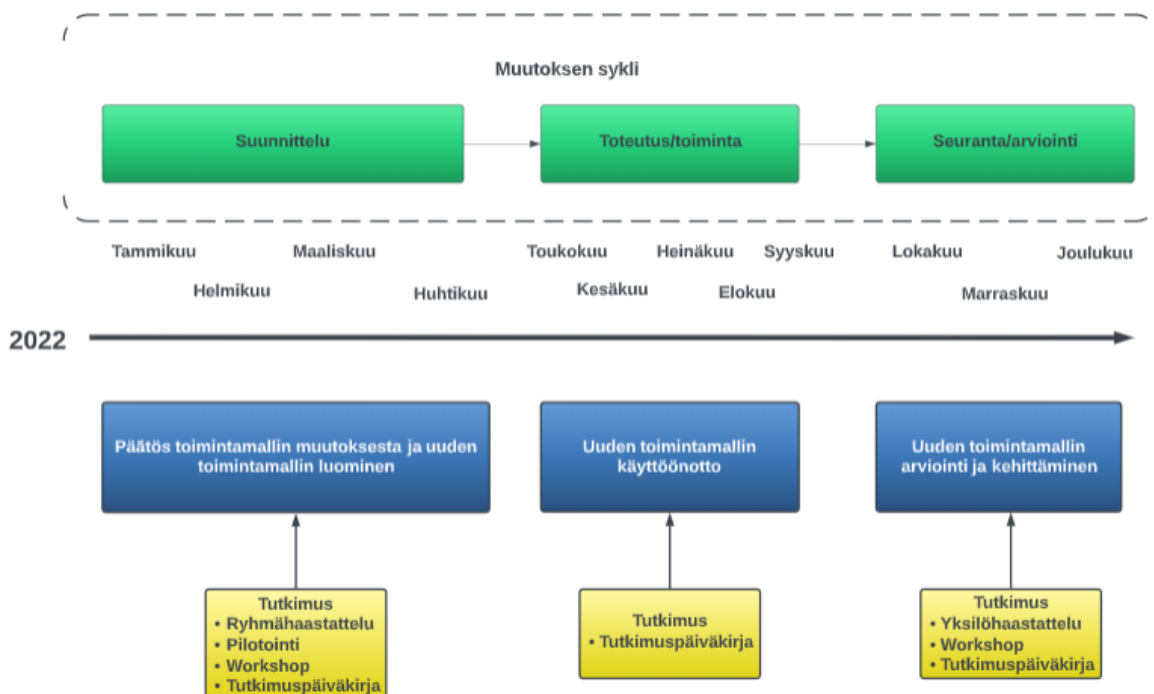 Muutoksen sykli
Suunnittelu
Toteutus/toiminta
Seuranta/arviointi
Tammikuu
Helmikuu
Maaliskuu
Huhtikuu
Toukokuu
Kesäkuu
Heinäkuu
Elokuu
Syyskuu
Lokakuu
Marraskuu
Joulukuu
2022
Päätös toimintamallin muutoksesta ja uuden
toimintamallin luominen
Uuden toimintamallin
käyttöönotto
Uuden toimintamallin
arviointi ja kehittäminen
Tutkimus
• Ryhmähaastattelu
• Pilotointi
• Workshop
• Tutkimuspäiväkirja
Tutkimus
• Tutkimuspäiväkirja
Tutkimus
• Yksilöhaastattelu
• Workshop
• Tutkimuspäiväkirja